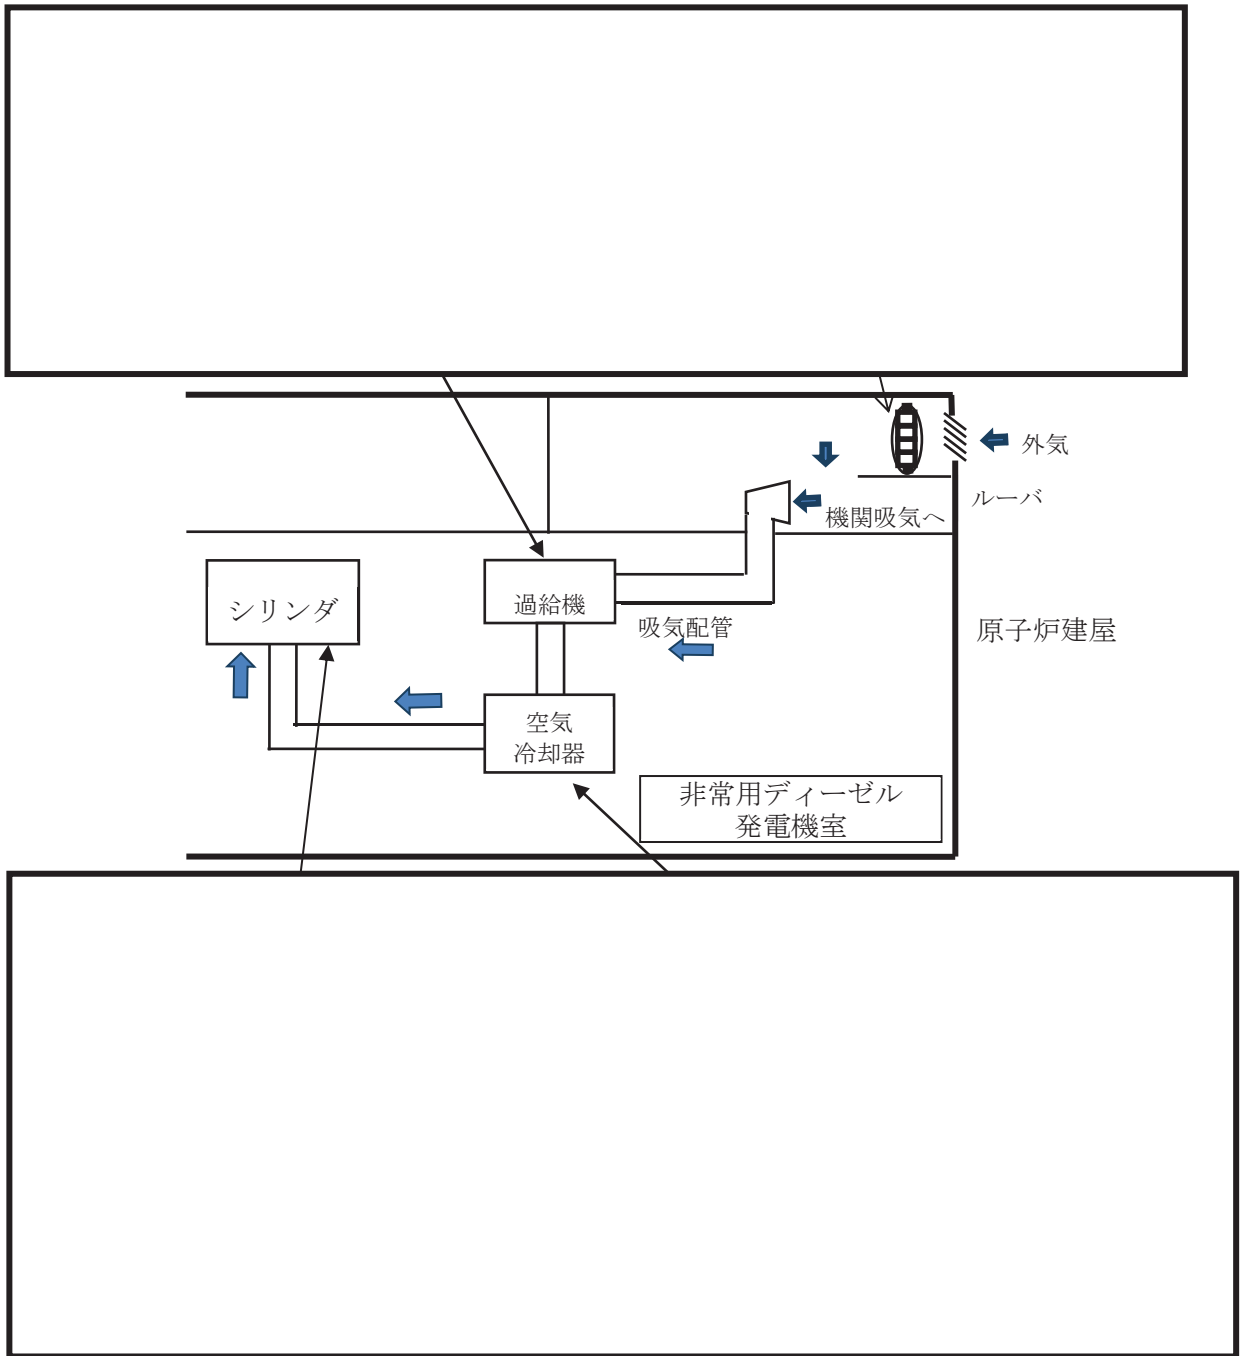 外気
ルーバ
機関吸気へ
過給機
シリンダ
吸気配管
原子炉建屋
空気
冷却器
非常用ディーゼル
発電機室